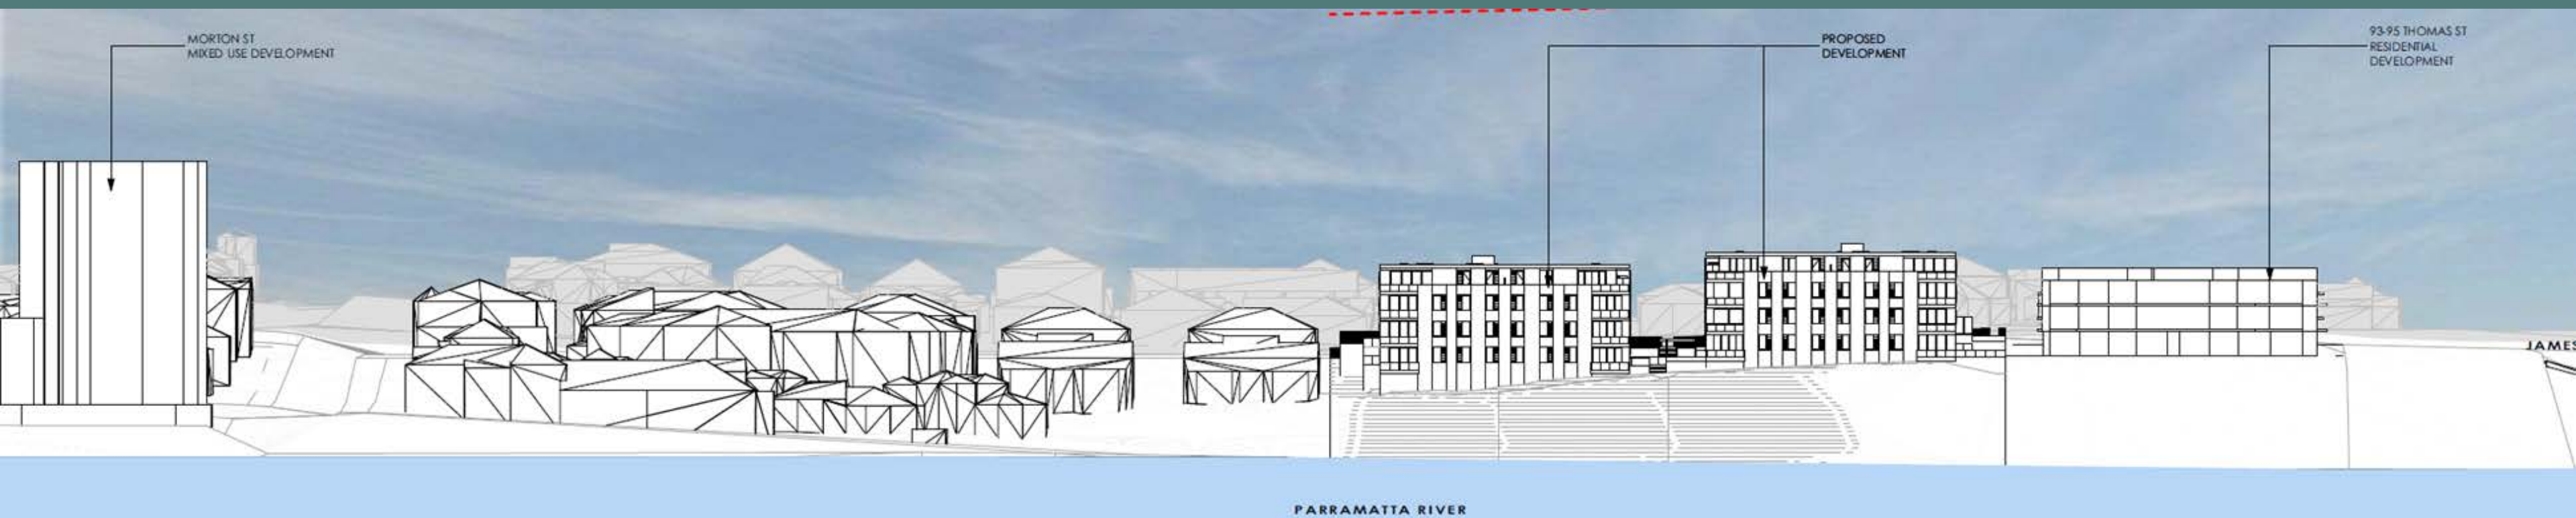 MORTON ST
MIXED USE DEVELOPMENT
PROPOSED
DEVELOPMENT
93-95 THOMAS ST
RESIDENTIAL
DEVELOPMENT
JAMES
PARRAMATTA RIVER